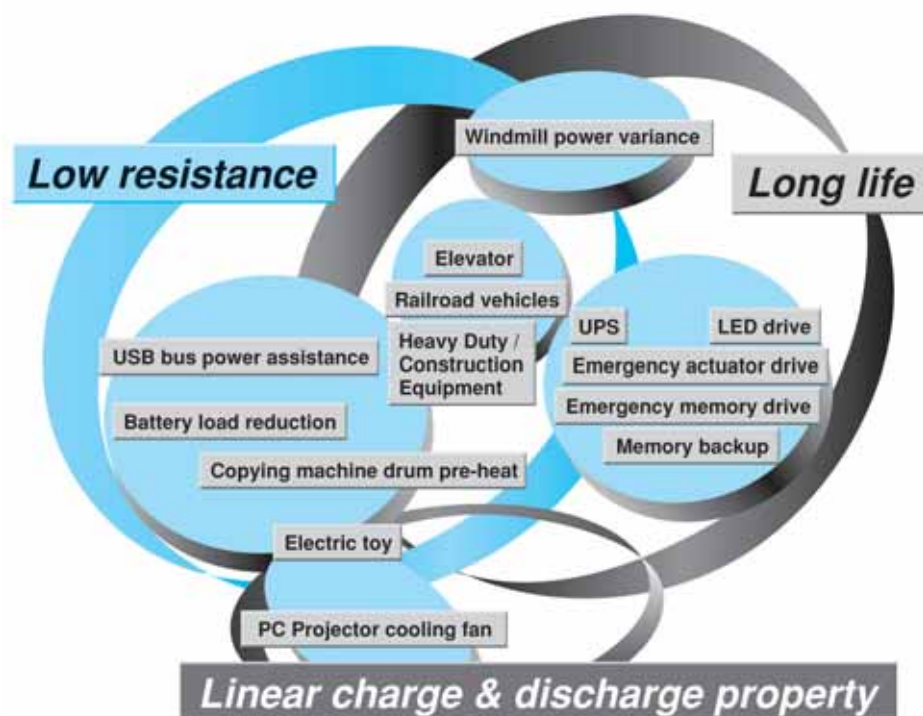 Windmill power variance
Low resistance
Long life
Elevator
Railroad vehicles
Heavy Duty /
Construction
Equipment
UPS
LED drive
USB bus power assistance
Emergency actuator drive
Emergency memory drive
Battery load reduction
Memory backup
Copying machine drum pre-heat
Electric toy
PC Projector cooling fan
Linear charge & discharge property